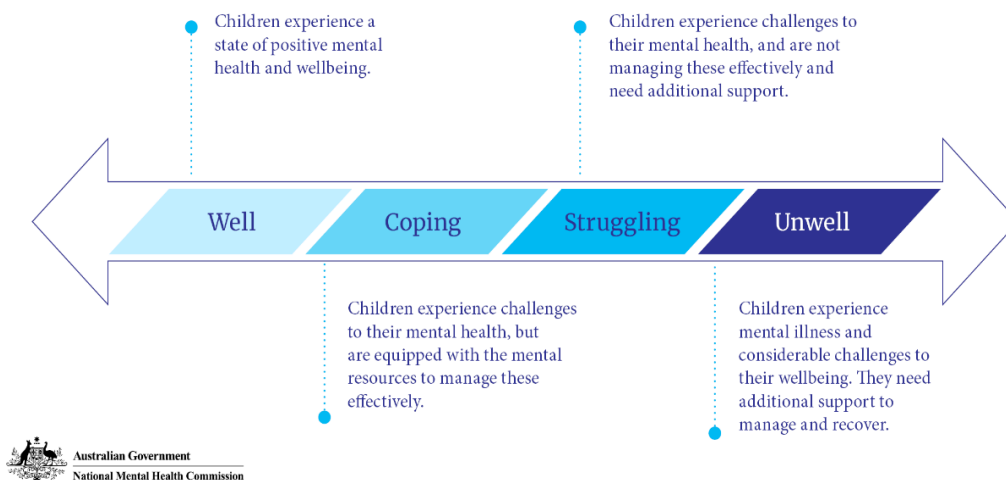 Children experience a
state of positive mental
health and wellbeing.
Children experience challenges to
their mental health, and are not
managing these effectively and
need additional support.
Well
Coping
Struggling
Unwell
Children experience challenges
to their mental health, but
are equipped with the mental
resources to manage these
effectively.
Children experience
mental illness and
considerable challenges to
their wellbeing. They need
additional support to
manage and recover.
Australian Government
National Mental Health Commission